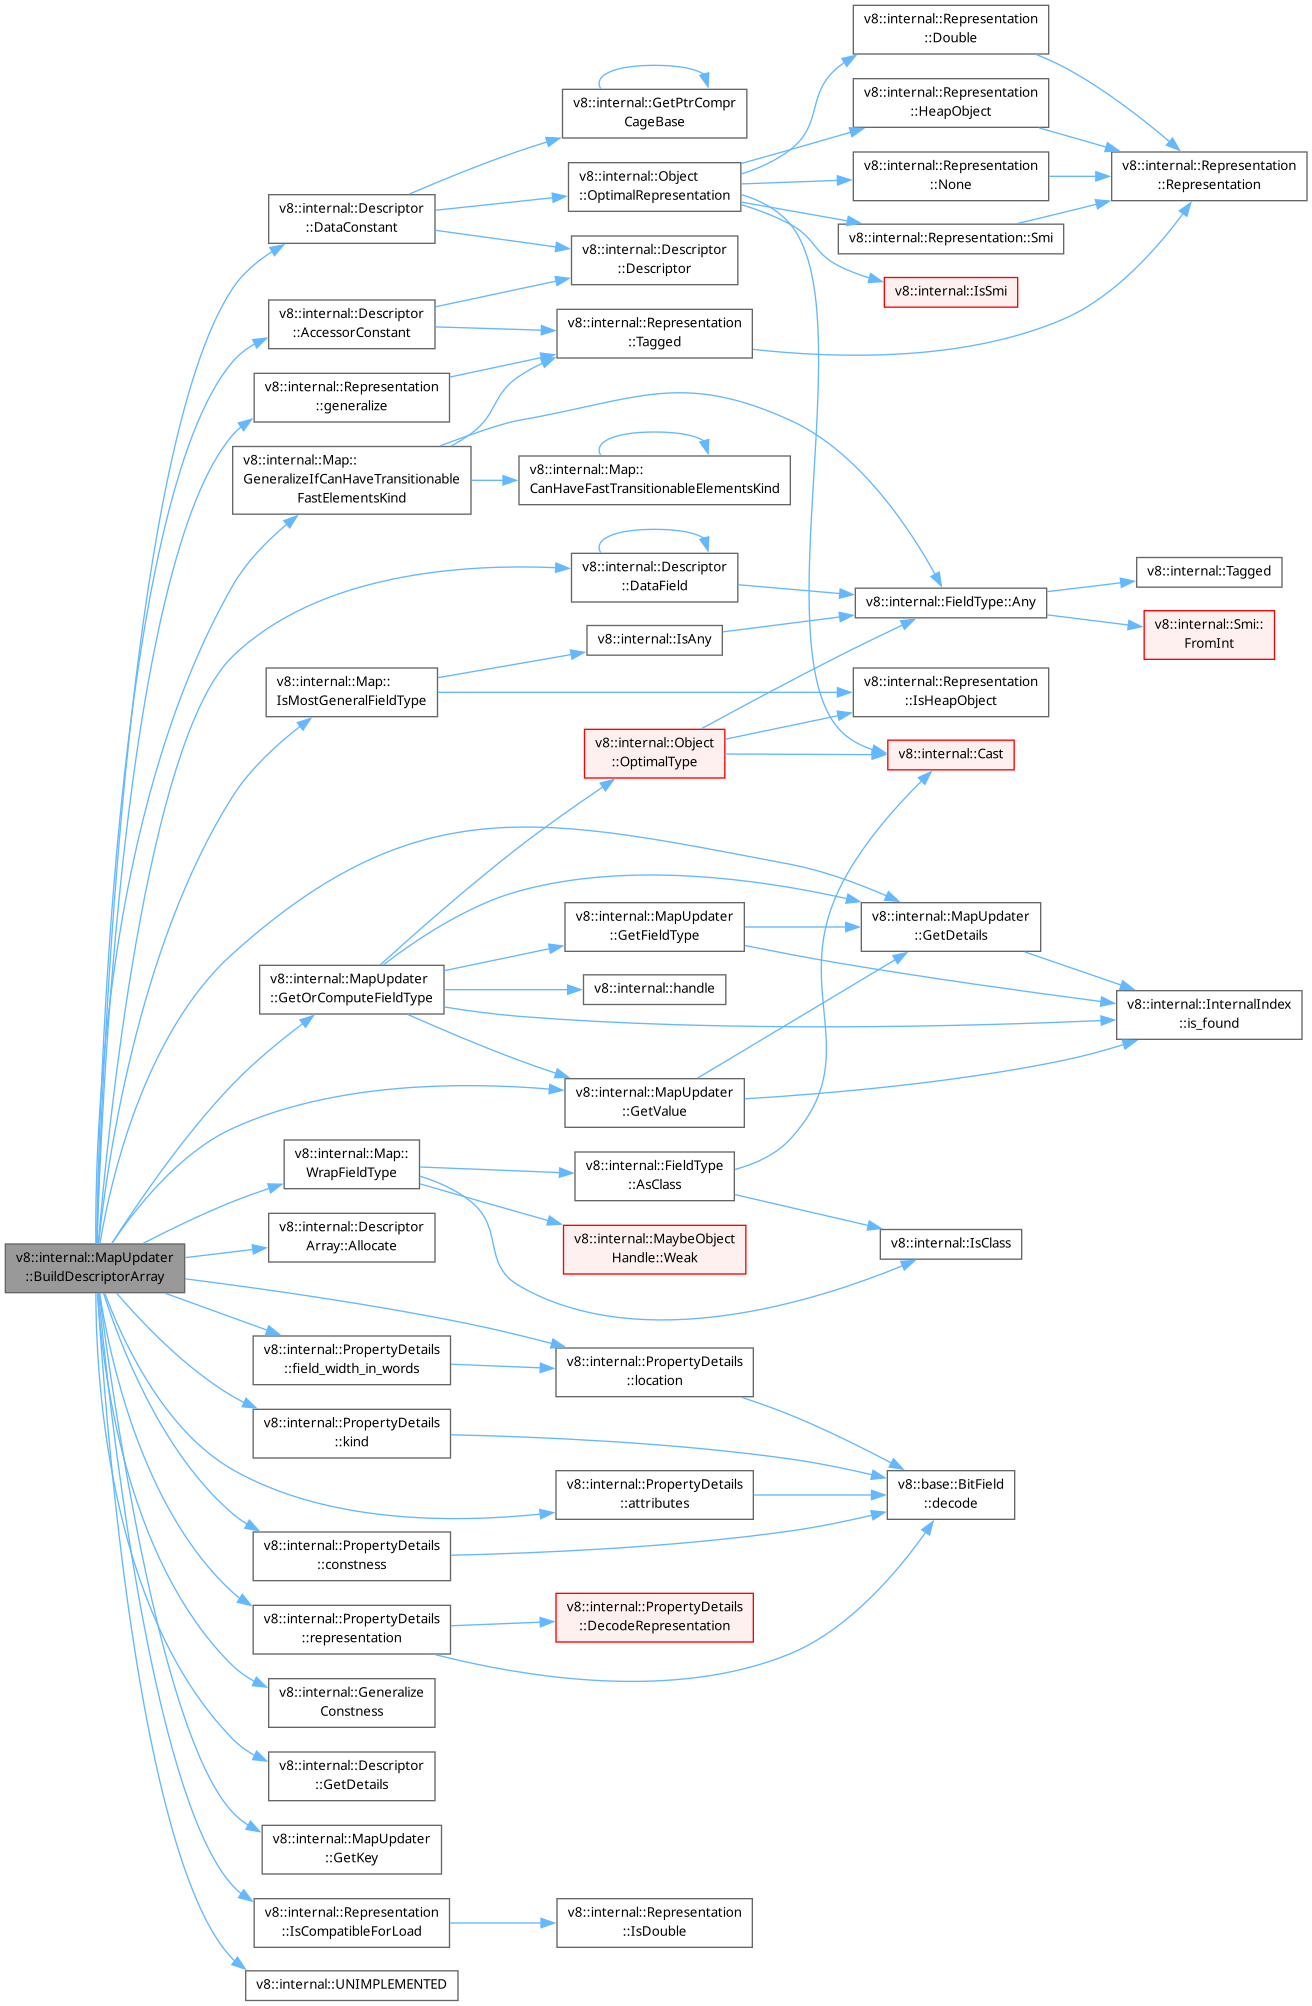 v8::internal::Representation
::Double
v8::internal::GetPtrCompr
CageBase
v8::internal::Representation
::HeapObject
v8::internal::Object
::OptimalRepresentation
v8::internal::Representation
::None
v8::internal::Representation
::Representation
v8::internal::Descriptor
::DataConstant
v8::internal::Representation::Smi
v8::internal::Descriptor
::Descriptor
v8::internal::IsSmi
v8::internal::Descriptor
::AccessorConstant
v8::internal::Representation
::Tagged
v8::internal::Representation
::generalize
v8::internal::Map::
GeneralizeIfCanHaveTransitionable
FastElementsKind
v8::internal::Map::
CanHaveFastTransitionableElementsKind
v8::internal::Descriptor
::DataField
v8::internal::FieldType::Any
v8::internal::Tagged
v8::internal::Smi::
FromInt
v8::internal::IsAny
v8::internal::Map::
IsMostGeneralFieldType
v8::internal::Representation
::IsHeapObject
v8::internal::Object
::OptimalType
v8::internal::Cast
v8::internal::MapUpdater
::GetFieldType
v8::internal::MapUpdater
::GetDetails
v8::internal::MapUpdater
::GetOrComputeFieldType
v8::internal::handle
v8::internal::InternalIndex
::is_found
v8::internal::MapUpdater
::GetValue
v8::internal::Map::
WrapFieldType
v8::internal::FieldType
::AsClass
v8::internal::MapUpdater
::BuildDescriptorArray
v8::internal::Descriptor
Array::Allocate
v8::internal::MaybeObject
Handle::Weak
v8::internal::IsClass
v8::internal::PropertyDetails
::field_width_in_words
v8::internal::PropertyDetails
::location
v8::internal::PropertyDetails
::kind
v8::internal::PropertyDetails
::attributes
v8::base::BitField
::decode
v8::internal::PropertyDetails
::constness
v8::internal::PropertyDetails
::representation
v8::internal::PropertyDetails
::DecodeRepresentation
v8::internal::Generalize
Constness
v8::internal::Descriptor
::GetDetails
v8::internal::MapUpdater
::GetKey
v8::internal::Representation
::IsCompatibleForLoad
v8::internal::Representation
::IsDouble
v8::internal::UNIMPLEMENTED